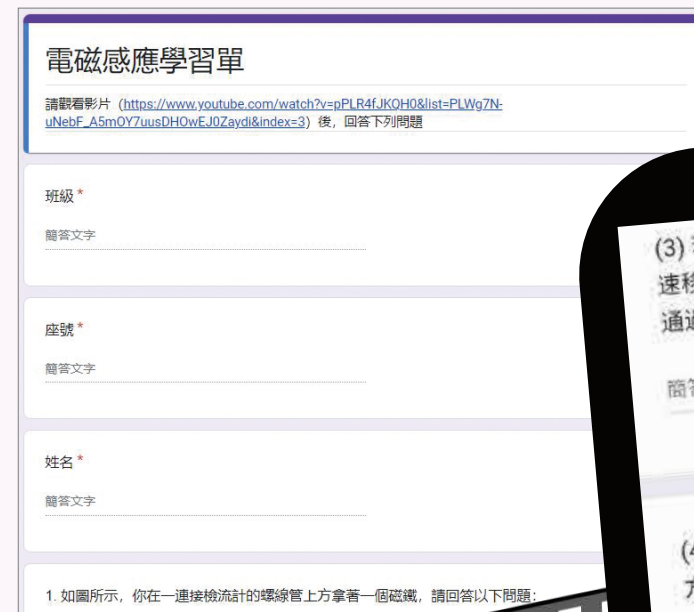 電磁感應學習單
請觀看影片（https://www.youtube.com/watch?v=pPLR4fJKQH0&list=PLWg7N-
uNebF_A5mOY7uusDHOwEJ0Zaydi&index=3）後，回答下列問題
班級 *
簡答文字
座號 *
簡答文字
姓名 *
簡答文字
1. 如圖所示，你在一連接檢流計的螺線管上方拿著一個磁鐵，請回答以下問題：
(3)
速移
通過
簡答
(4
方